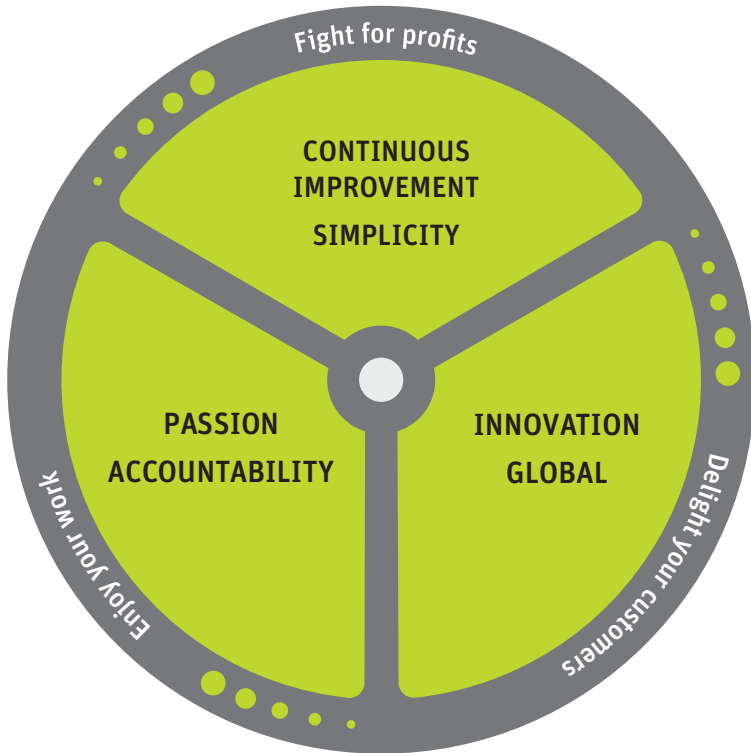 Fight for profits
CONTINUOUS
IMPROVEMENT
SIMPLICITY
PASSION
ACCOUNTABILITY
INNOVATION
GLOBAL
Enjoy your work
Delight your customers